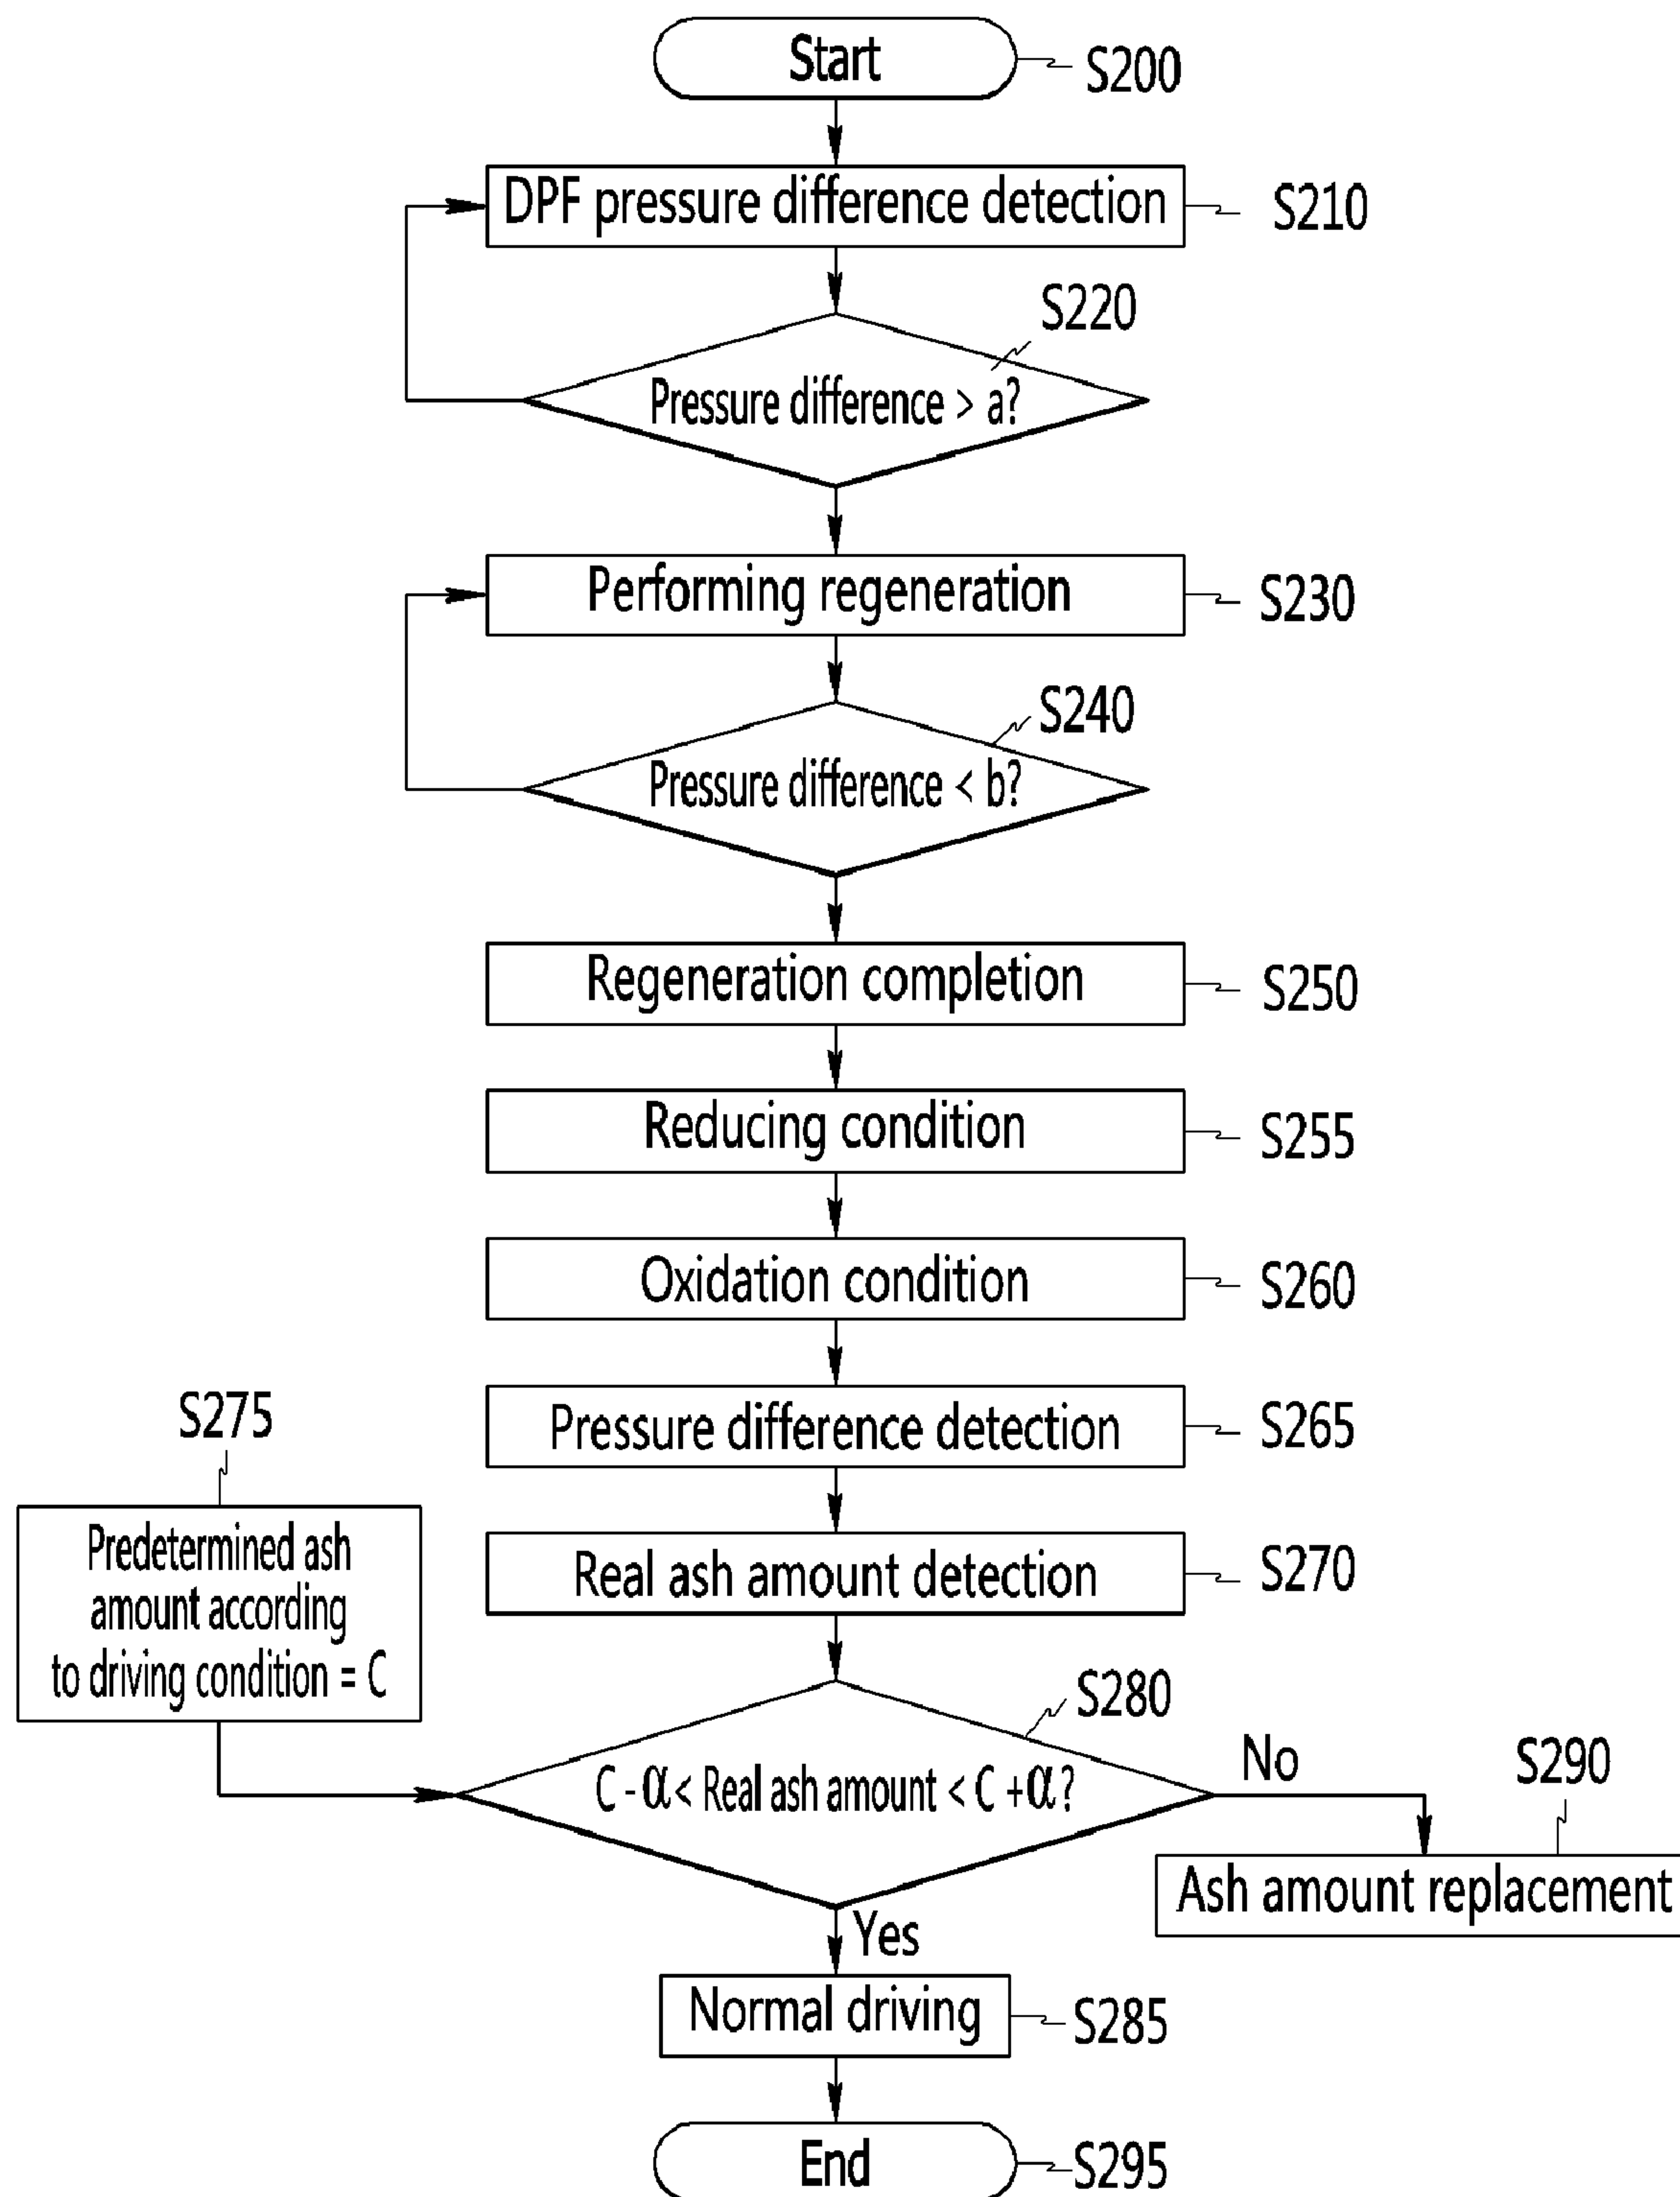 Start
S200
DPF pressure difference detection
S210
S220
Pressure difference > a?
Performing regeneration
S230
S240
Pressure difference < b?
Regeneration completion
S250
Reducing condition
S255
Oxidation condition
S260
S275
Pressure difference detection
S265
Predetermined ash
amount according
to driving condition = C
Real ash amount detection
S270
S280
C - α < Real ash amount < C + α ?
No
S290
Ash amount replacement
Yes
Normal driving
S285
End
S295